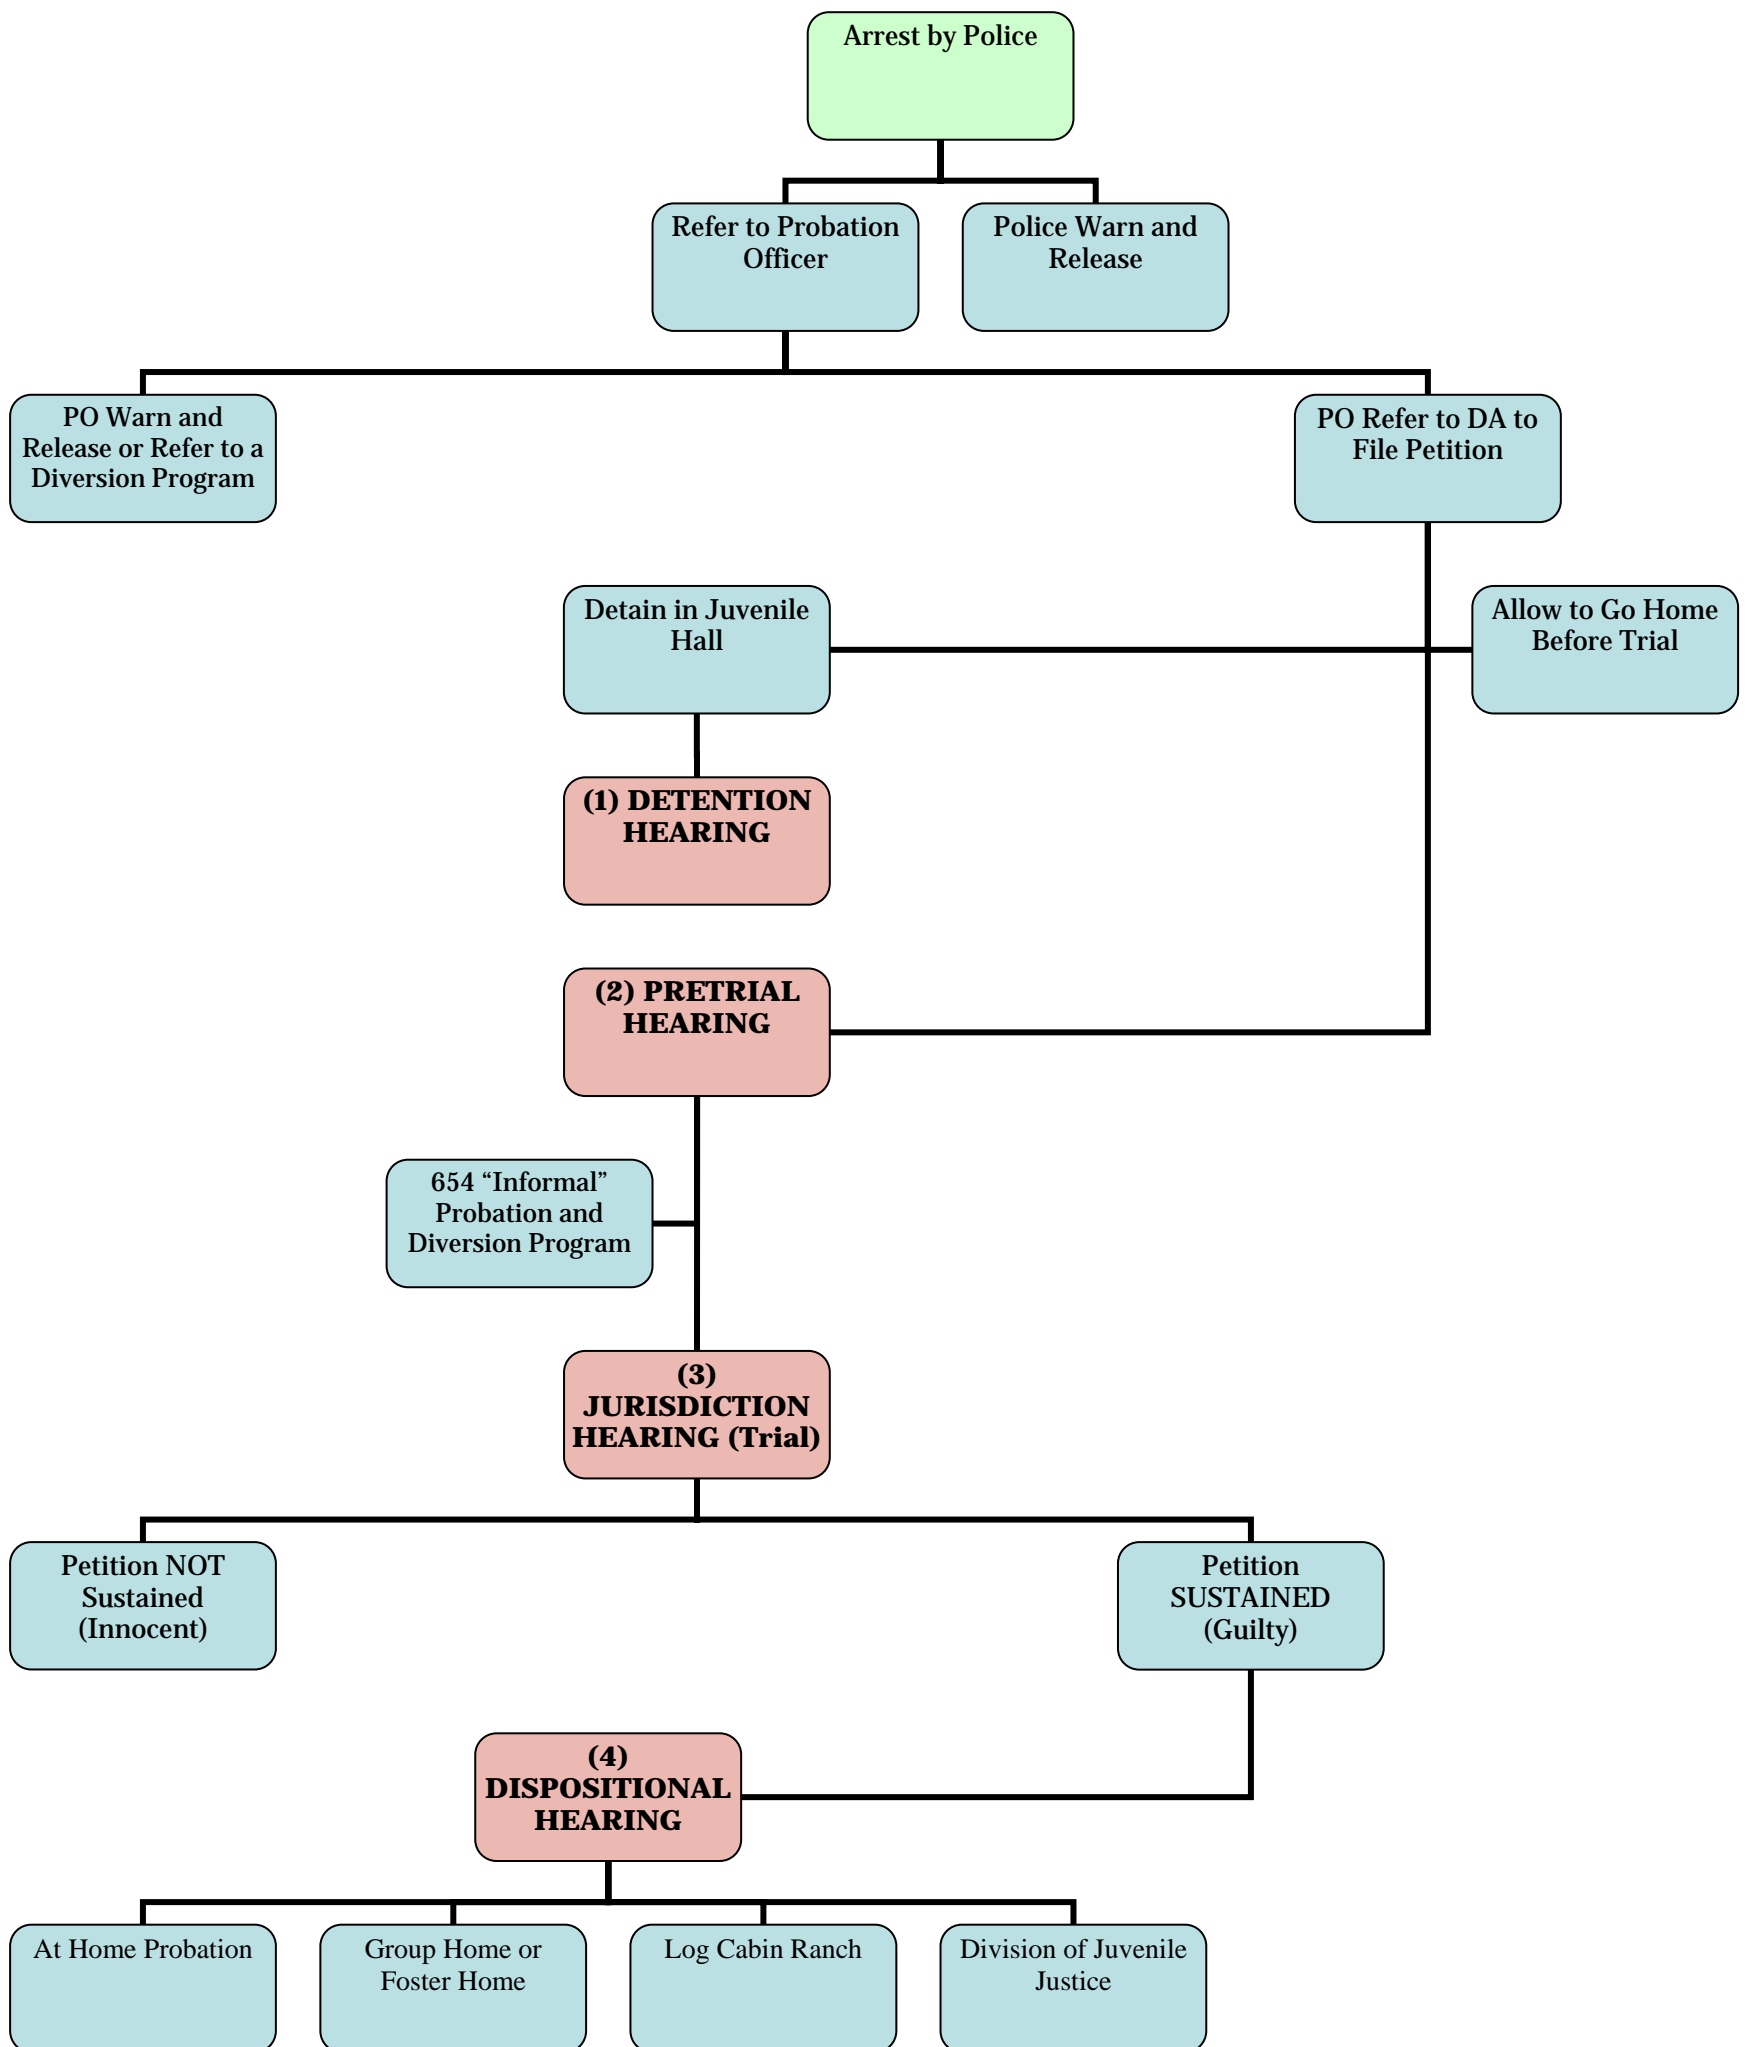 Arrest by Police
Refer to Probation
Officer
Police Warn and
Release
PO Warn and
Release or Refer to a
Diversion Program
PO Refer to DA to
File Petition
Detain in Juvenile
Hall
Allow to Go Home
Before Trial
(1) DETENTION
HEARING
(2) PRETRIAL
HEARING
654 “Informal”
Probation and
Diversion Program
(3)
JURISDICTION
HEARING (Trial)
Petition NOT
Sustained
(Innocent)
Petition
SUSTAINED
(Guilty)
(4)
DISPOSITIONAL
HEARING
At Home Probation
Group Home or
Foster Home
Log Cabin Ranch
Division of Juvenile
Justice